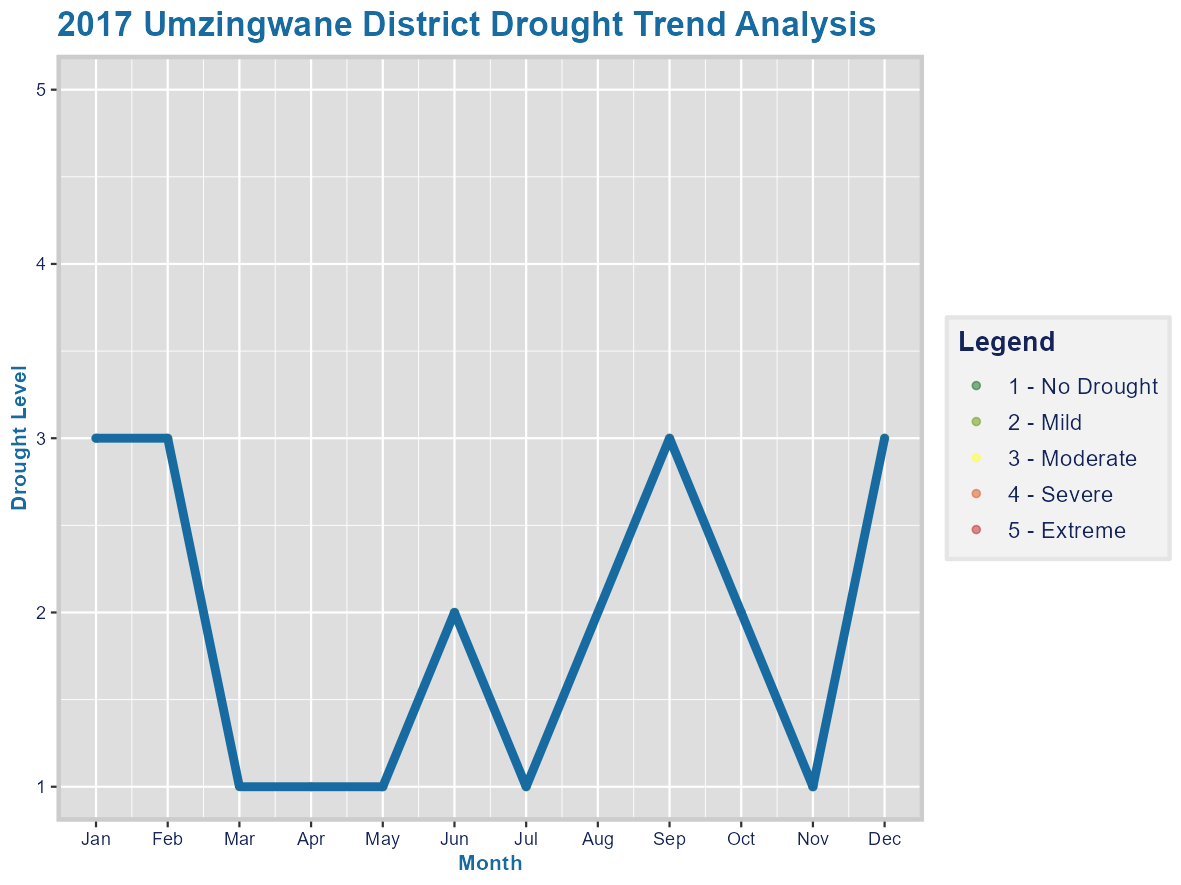 2017 Umzingwane District Drought Trend Analysis
5
4
3
2
1
Drought Level
Jan Feb Mar Apr May Jun Jul Aug Sep Oct Nov Dec
Month
Legend
1 - No Drought
2 - Mild
3 - Moderate
4 - Severe
5 - Extreme